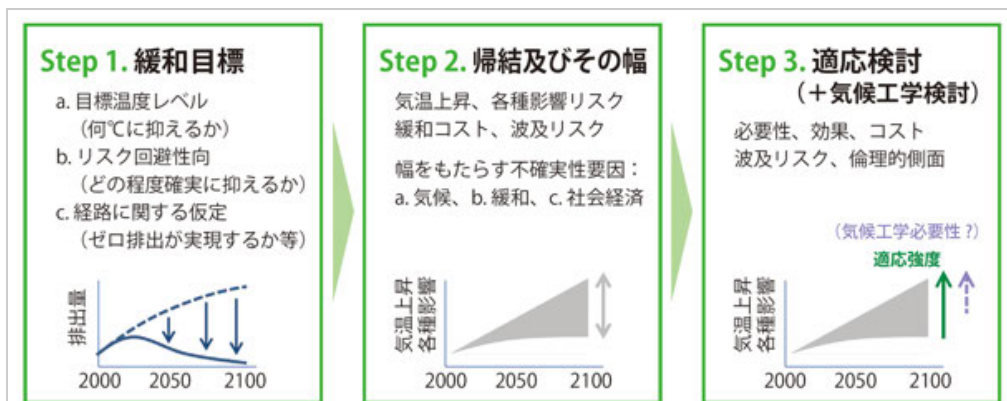 Step 1. 緩和目標
a. 目標温度レベル
(何℃に抑えるか)
b. リスク回避性向
(どの程度確実に抑えるか)
c. 経路に関する仮定
(ゼロ排出が実現するか等)
排出量
2000 2050 2100
Step 2. 帰結及びその幅
気温上昇、各種影響リスク
緩和コスト、波及リスク
幅をもたらす不確実性要因：
a. 気候、b. 緩和、c. 社会経済
気温上昇
各種影響
2000 2050 2100
Step 3. 適応検討
(＋気候工学検討)
必要性、効果、コスト
波及リスク、倫理的側面
(気候工学必要性？)
適応強度
気温上昇
各種影響
2000 2050 2100